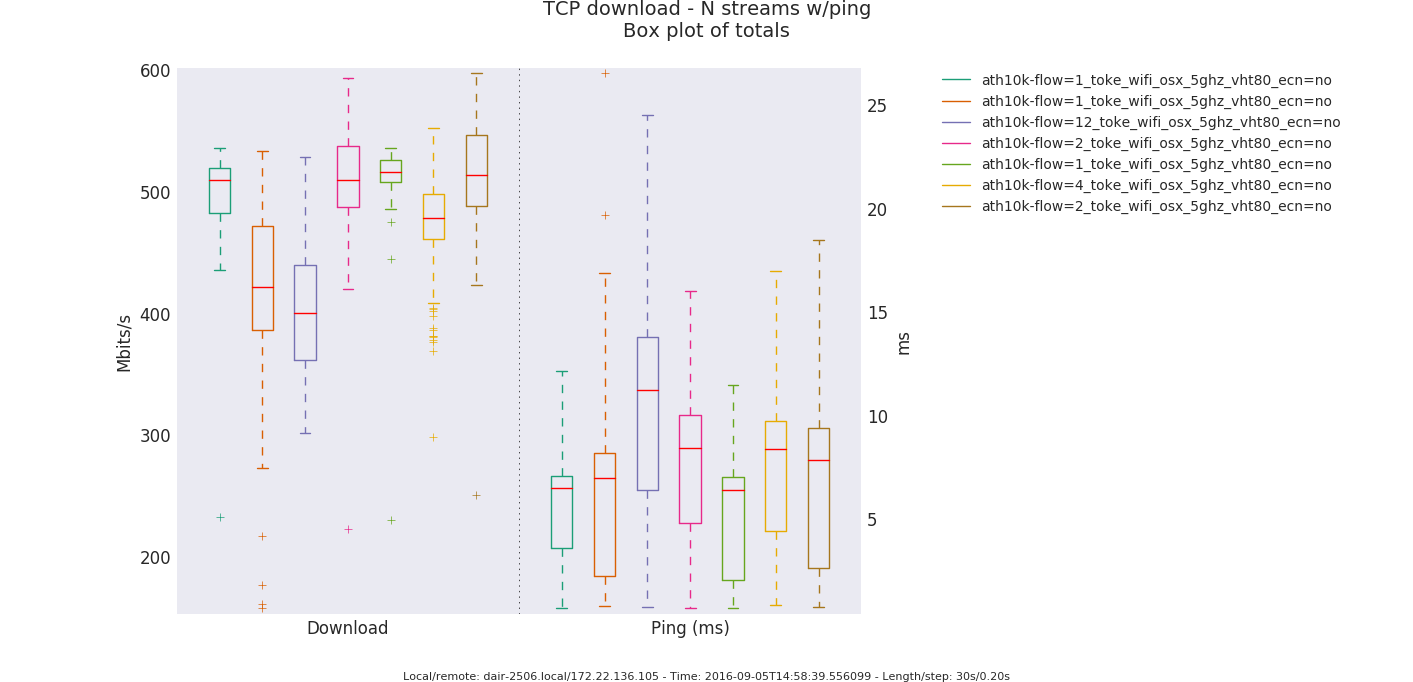 TCP download - N streams w/ping
Box plot of totals
600
500
400
300
200
Mbits/s
25
20
15
10
5
ms
Download
Ping (ms)
ath10k-flow=1_toke_wifi_osx_5ghz_vht80_ecn=no
ath10k-flow=1_toke_wifi_osx_5ghz_vht80_ecn=no
ath10k-flow=12_toke_wifi_osx_5ghz_vht80_ecn=no
ath10k-flow=2_toke_wifi_osx_5ghz_vht80_ecn=no
ath10k-flow=1_toke_wifi_osx_5ghz_vht80_ecn=no
ath10k-flow=4_toke_wifi_osx_5ghz_vht80_ecn=no
ath10k-flow=2_toke_wifi_osx_5ghz_vht80_ecn=no
Local/remote: dair-2506.local/172.22.136.105 - Time: 2016-09-05T14:58:39.556099 - Length/step: 30s/0.20s